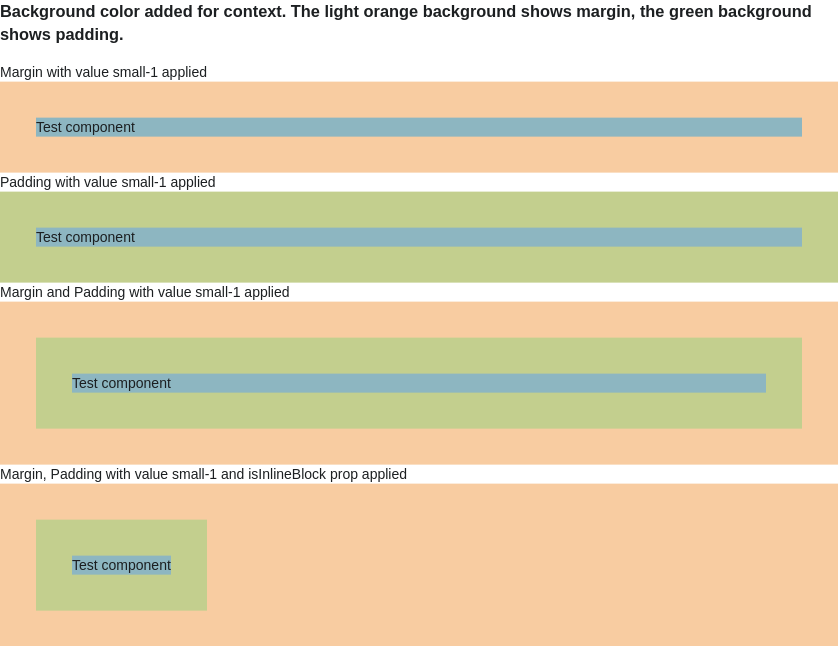 Background color added for context. The light orange background shows margin, the green background
shows padding.
Margin with value small-1 applied
Test component
Padding with value small-1 applied
Test component
Margin and Padding with value small-1 applied
Test component
Margin, Padding with value small-1 and isInlineBlock prop applied
Test component